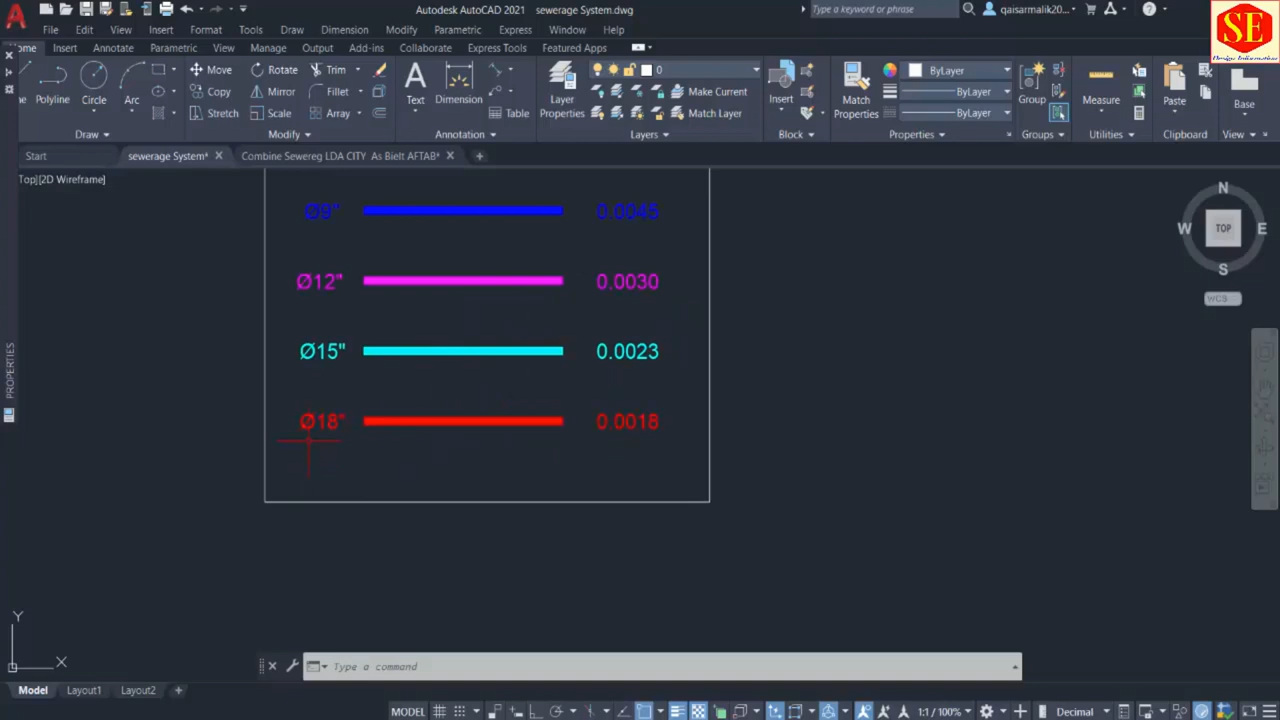 Autodesk AutoCAD 2021 sewerage System.dwg
Type a keyword or phrase
qaisarmalik20...
SE
Design Information
File Edit View Insert Format Tools Draw Dimension Modify Parametric Express Window Help
Home Insert Annotate Parametric View Manage Output Add-ins Collaborate Express Tools Featured Apps
Move Rotate Trim 0 ByLayer
Polyline Circle Arc Copy Mirror Fillet Text Dimension Layer Properties Make Current Insert Match Properties ByLayer Group Measure Paste Base
Stretch Scale Array Table Match Layer ByLayer
Draw Modify Annotation Layers Block Properties Groups Utilities Clipboard View
Start sewerage System* Combine Sewereg LDA CITY As Bielt AFTAB*
Top][2D Wireframe]
N
W TOP E
S
WCS
PROPERTIES
Ø9" 0.0045
Ø12" 0.0030
Ø15" 0.0023
Ø18" 0.0018
Y
X
Type a command
Model Layout1 Layout2 +
MODEL 1:1 / 100% Decimal